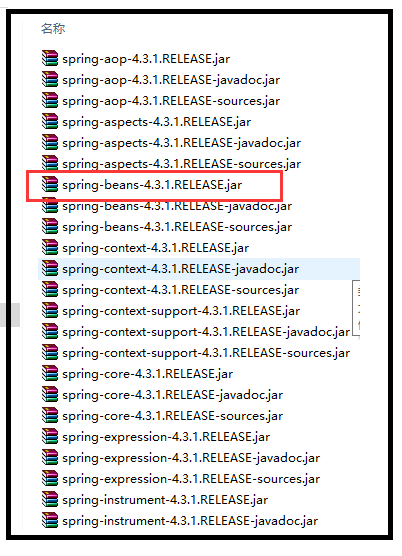 名称
spring-aop-4.3.1.RELEASE.jar
spring-aop-4.3.1.RELEASE-javadoc.jar
spring-aop-4.3.1.RELEASE-sources.jar
spring-aspects-4.3.1.RELEASE.jar
spring-aspects-4.3.1.RELEASE-javadoc.jar
spring-aspects-4.3.1.RELEASE-sources.jar
spring-beans-4.3.1.RELEASE.jar
spring-beans-4.3.1.RELEASE-javadoc.jar
spring-beans-4.3.1.RELEASE-sources.jar
spring-context-4.3.1.RELEASE.jar
spring-context-4.3.1.RELEASE-javadoc.jar
spring-context-4.3.1.RELEASE-sources.jar
spring-context-support-4.3.1.RELEASE.jar
spring-context-support-4.3.1.RELEASE-javadoc.jar
spring-context-support-4.3.1.RELEASE-sources.jar
spring-core-4.3.1.RELEASE.jar
spring-core-4.3.1.RELEASE-javadoc.jar
spring-core-4.3.1.RELEASE-sources.jar
spring-expression-4.3.1.RELEASE.jar
spring-expression-4.3.1.RELEASE-javadoc.jar
spring-expression-4.3.1.RELEASE-sources.jar
spring-instrument-4.3.1.RELEASE.jar
spring-instrument-4.3.1.RELEASE-javadoc.jar